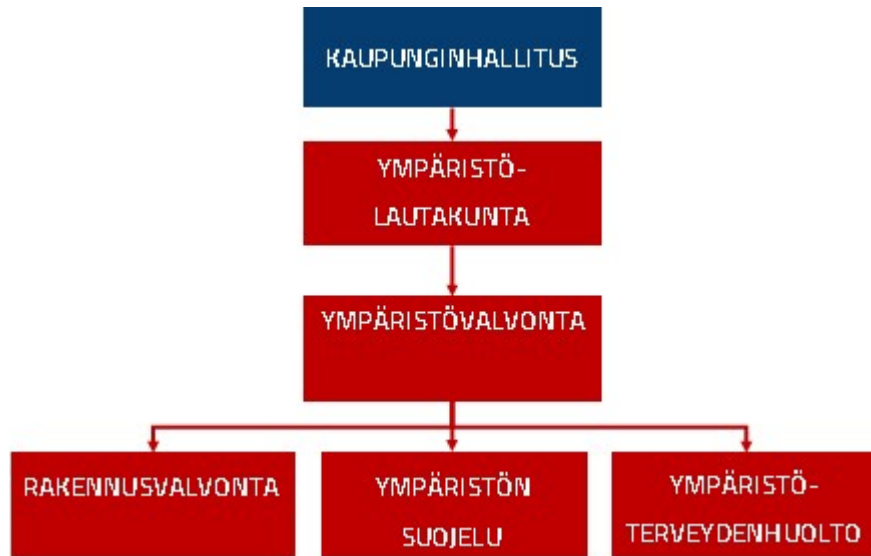 KAUPUNGINHALLITUS
YMPÄRISTÖ-
LAUTAKUNTA
YMPÄRISTÖVALVONTA
RAKENNUSVALVONTA
YMPÄRISTÖN
SUOJELU
YMPÄRISTÖ-
TERVEYDENHUOLTO